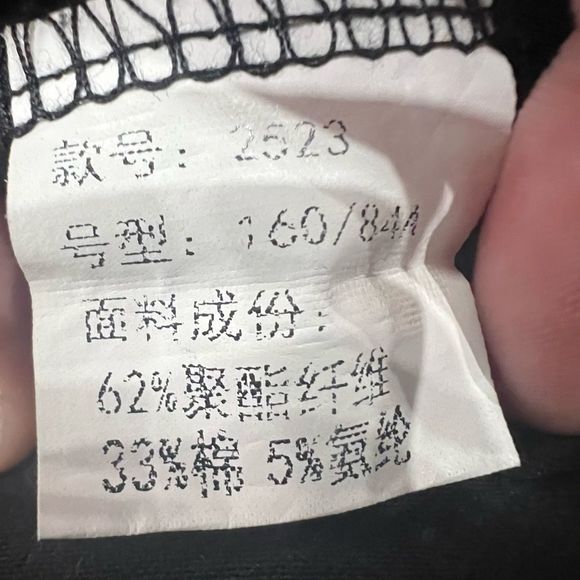 款号：2523
号型：160/84A
面料成份：
62%聚酯纤维
33%棉 5%氨纶